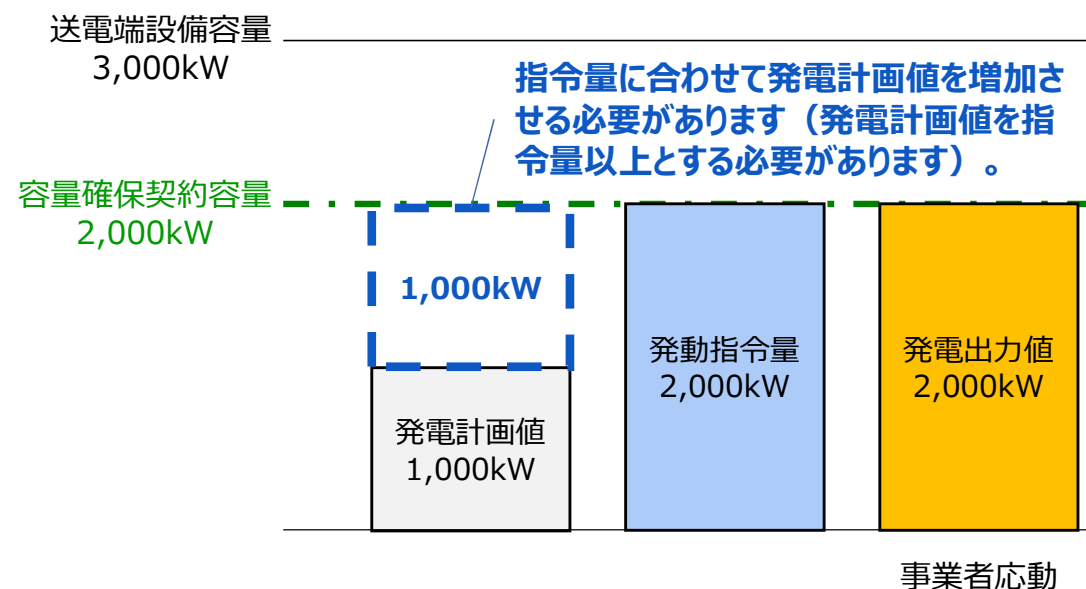 送電端設備容量
3,000kW
指令量に合わせて発電計画値を増加さ
せる必要があります（発電計画値を指
令量以上とする必要があります）。
容量確保契約容量
2,000kW
1,000kW
発電計画値
1,000kW
発動指令量
2,000kW
発電出力値
2,000kW
事業者応動